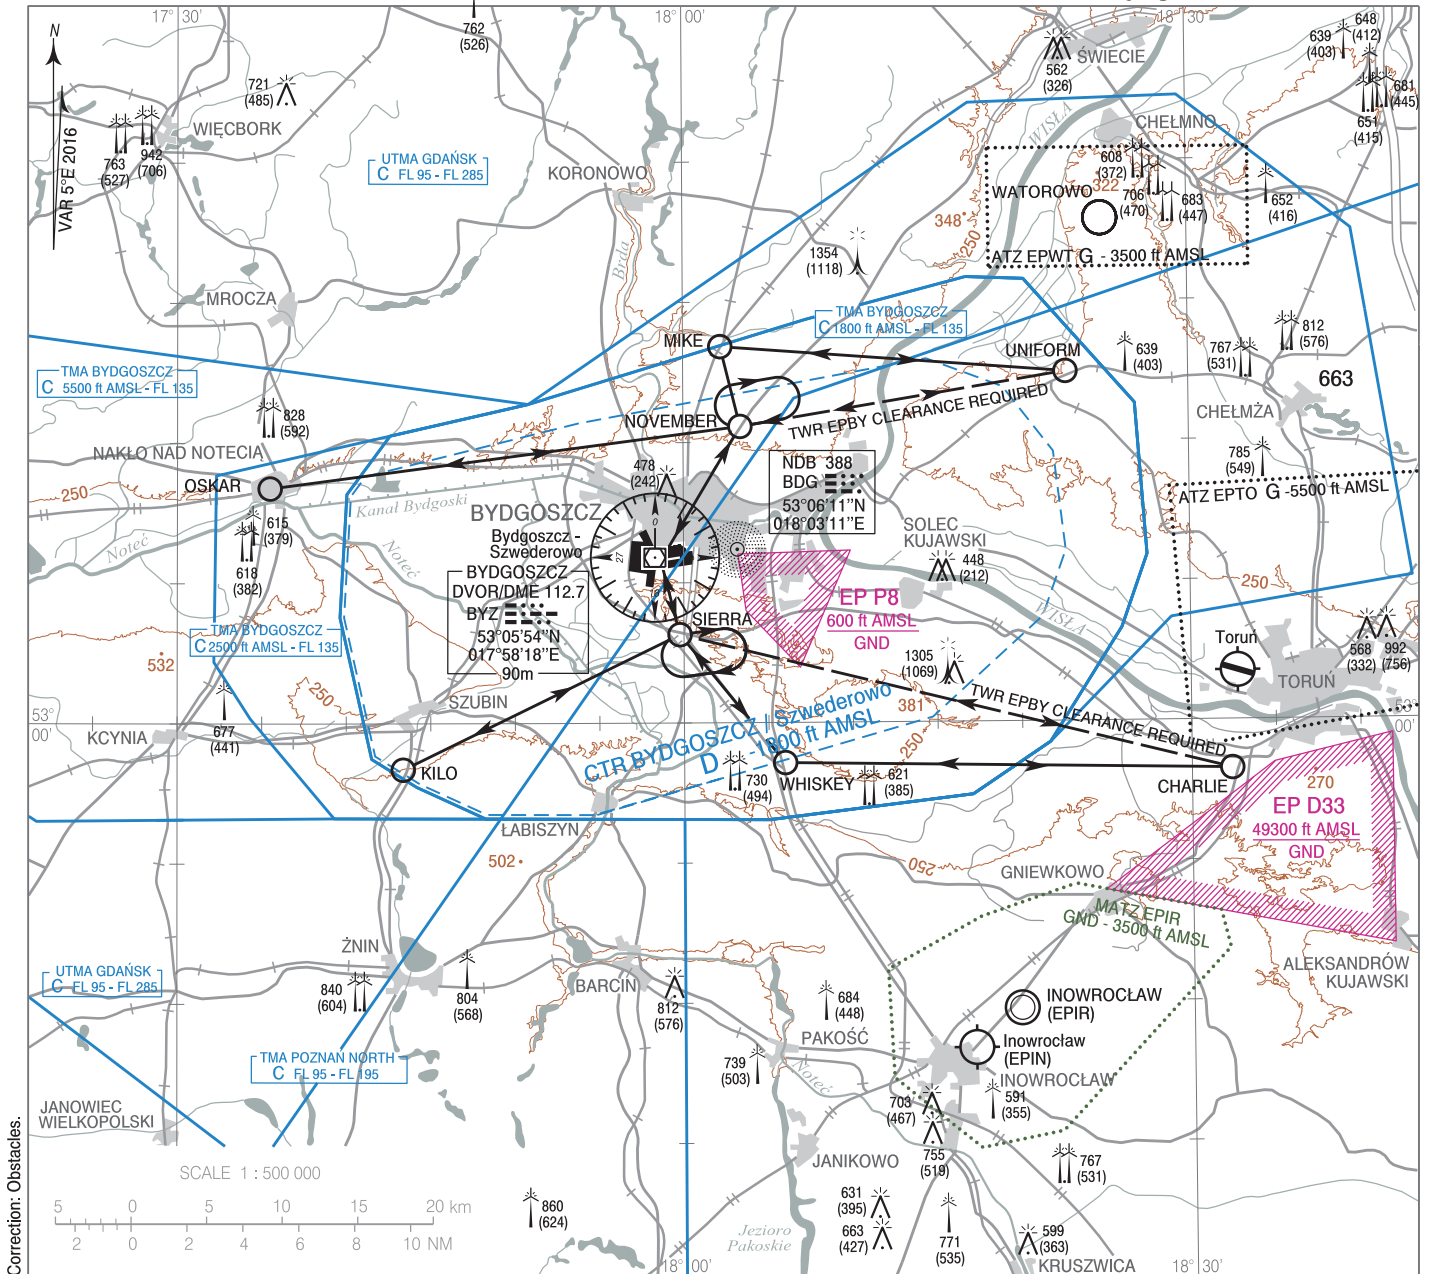 17° 30'
18° 00'
18° 30'
N
VAR 5°E 2016
762
(526)
562
(326)
ŚWIECIE
639
(403)
648
(412)
681
(445)
651
(415)
721
(485)
WIĘCBORK
763
(527)
942
(706)
UTMA GDAŃSK
C FL 95 - FL 285
KORONOWO
WISŁA
CHEŁMNO
608
(372)
322
WATOROWO
706
(470)
683
(447)
652
(416)
348
250
ATZ EPWT G - 3500 ft AMSL
1354
(1118)
Brda
MROCZA
TMA BYDGOSZCZ
C 1800 ft AMSL - FL 135
MIKE
UNIFORM
639
(403)
767
(531)
812
(576)
663
TMA BYDGOSZCZ
C 5500 ft AMSL - FL 135
828
(592)
NOVEMBER
TWR EPBY CLEARANCE REQUIRED
CHEŁMŻA
785
(549)
NAKŁO NAD NOTECIĄ
OSKAR
250
478
(242)
NDB 388
BDG
53°06'11"N
018°03'11"E
ATZ EPTO G -5500 ft AMSL
Kanał Bydgoski
BYDGOSZCZ
Bydgoszcz -
Szwederowo
0
27
615
(379)
618
(382)
Noteć
Noteć
SOLEC
KUJAWSKI
448
(212)
BYDGOSZCZ
DVOR/DME 112.7
BYZ
53°05'54"N
017°58'18"E
90m
EP P8
600 ft AMSL
GND
250
WISŁA
SIERRA
TMA BYDGOSZCZ
C 2500 ft AMSL - FL 135
532
Toruń
568
(332)
992
(756)
TORUŃ
1305
(1069)
TWR EPBY CLEARANCE REQUIRED
250
SZUBIN
381
677
(441)
53°
00'
53°
00'
KCYNIA
CTR BYDGOSZCZ / Szwederowo
D - 1800 ft AMSL
250
KILO
730
(494)
WHISKEY
621
(385)
CHARLIE
270
EP D33
49300 ft AMSL
GND
ŁABISZYN
502
250
GNIEWKOWO
MATZ EPIR
GND - 3500 ft AMSL
ŻNIN
UTMA GDAŃSK
C FL 95 - FL 285
840
(604)
804
(568)
BARCIN
812
(576)
684
(448)
ALEKSANDRÓW
KUJAWSKI
INOWROCŁAW
(EPIR)
Inowrocław
(EPIN)
PAKOŚĆ
739
(503)
Noteć
TMA POZNAN NORTH
C FL 95 - FL 195
INOWROCŁAW
703
(467)
591
(355)
JANOWIEC
WIELKOPOLSKI
755
(519)
JANIKOWO
767
(531)
SCALE 1 : 500 000
5 0 5 10 15 20 km
2 0 2 4 6 8 10 NM
860
(624)
631
(395)
663
(427)
771
(535)
599
(363)
Jezioro
Pakoskie
KRUSZWICA
18° 00'
18° 30'
Correction: Obstacles.